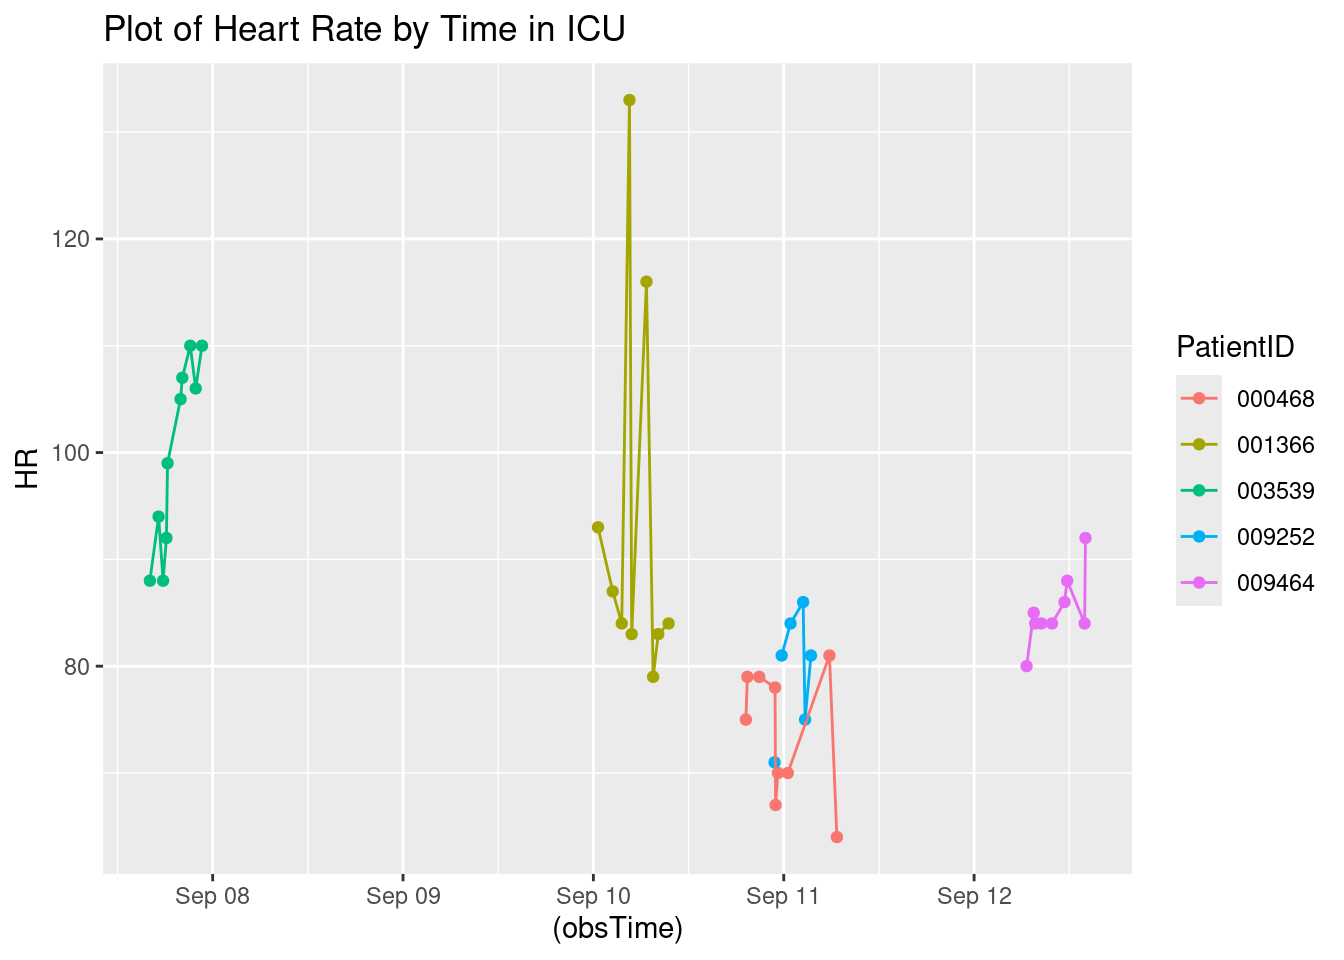 Plot of Heart Rate by Time in ICU
120
100
80
HR
Sep 08
Sep 09
Sep 10
Sep 11
Sep 12
(obsTime)
PatientID
000468
001366
003539
009252
009464